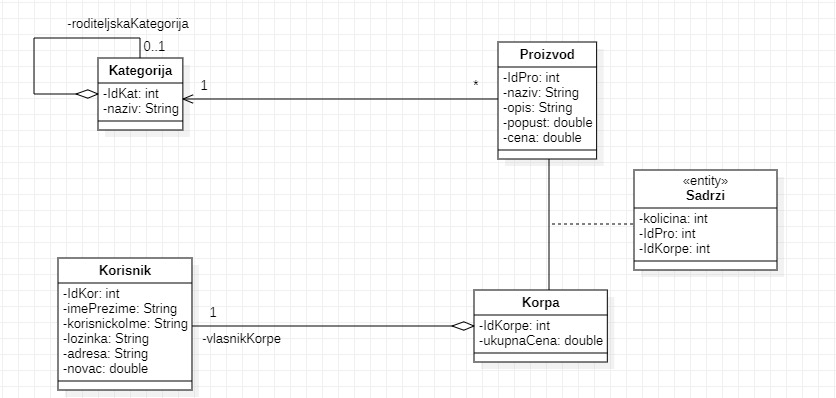 -roditeljskaKategorija
0..1
Kategorija
-IdKat: int
-naziv: String
1
*
Proizvod
-IdPro: int
-naziv: String
-opis: String
-popust: double
-cena: double
«entity»
Sadrzi
-kolicina: int
-IdPro: int
-IdKorpe: int
Korisnik
-IdKor: int
-imePrezime: String
-korisnickoIme: String
-lozinka: String
-adresa: String
-novac: double
1
-vlasnikKorpe
Korpa
-IdKorpe: int
-ukupnaCena: double